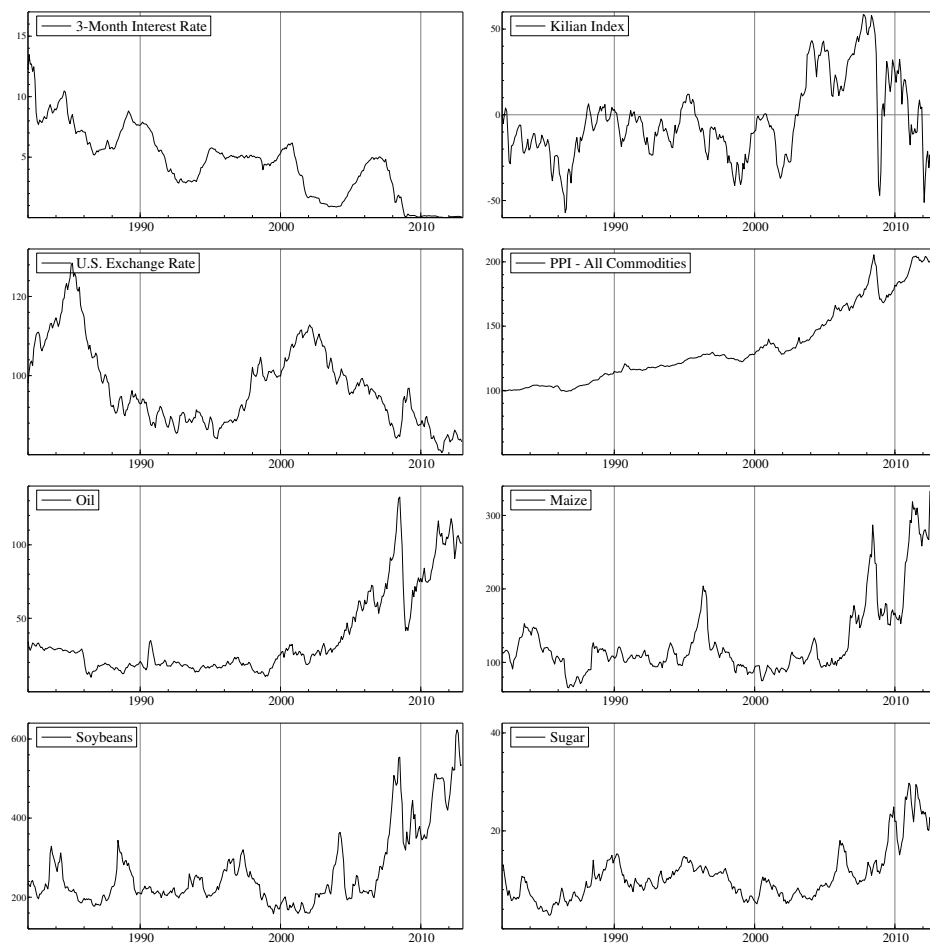 3-Month Interest Rate
15
10
5
1990 2000 2010
Kilian Index
50
0
-50
1990 2000 2010
U.S. Exchange Rate
120
100
1990 2000 2010
PPI - All Commodities
200
150
100
1990 2000 2010
Oil
100
50
1990 2000 2010
Maize
300
200
100
1990 2000 2010
Soybeans
600
400
200
1990 2000 2010
Sugar
40
20
1990 2000 2010